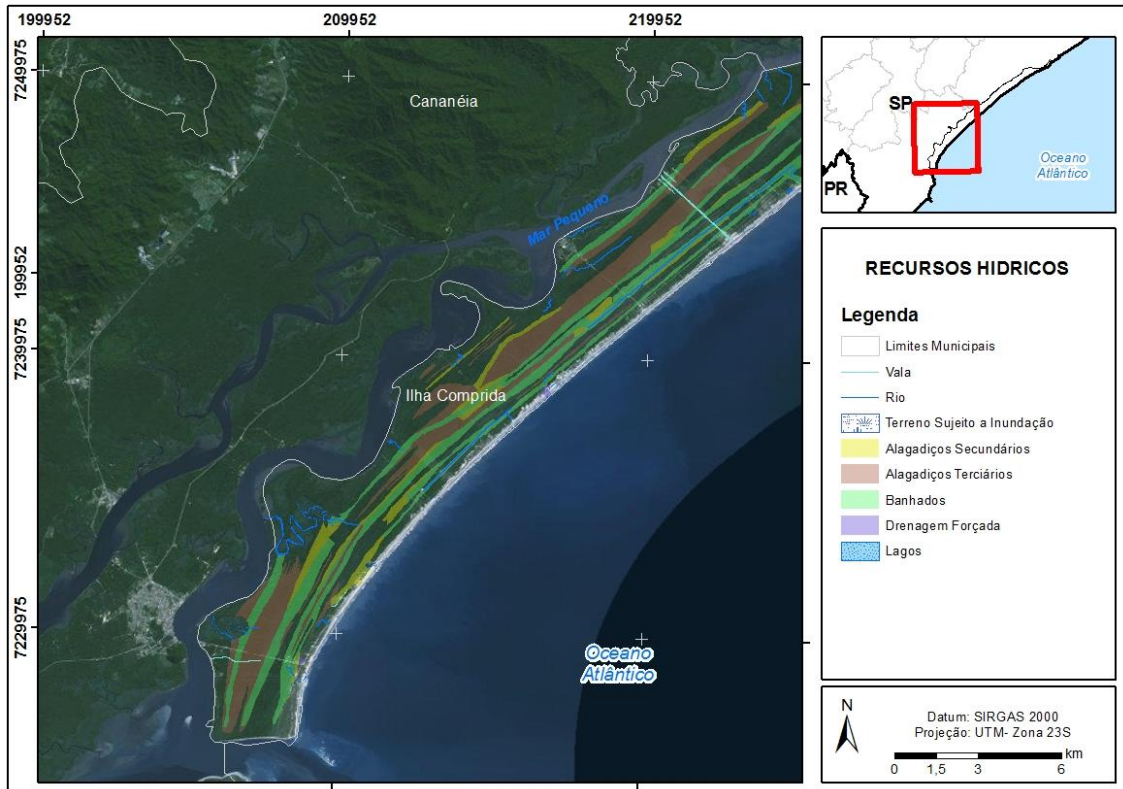 199952
209952
219952
7249975
199952
7239975
7229975
Cananéia
Mar Pequeno
Ilha Comprida
Oceano
Atlântico
SP
PR
Oceano
Atlântico
RECURSOS HIDRICOS
Legenda
Limites Municipais
Vala
Rio
Terreno Sujeito a Inundação
Alagadiços Secundários
Alagadiços Terciários
Banhados
Drenagem Forçada
Lagos
N
Datum: SIRGAS 2000
Projeção: UTM- Zona 23S
km
0 1,5 3 6